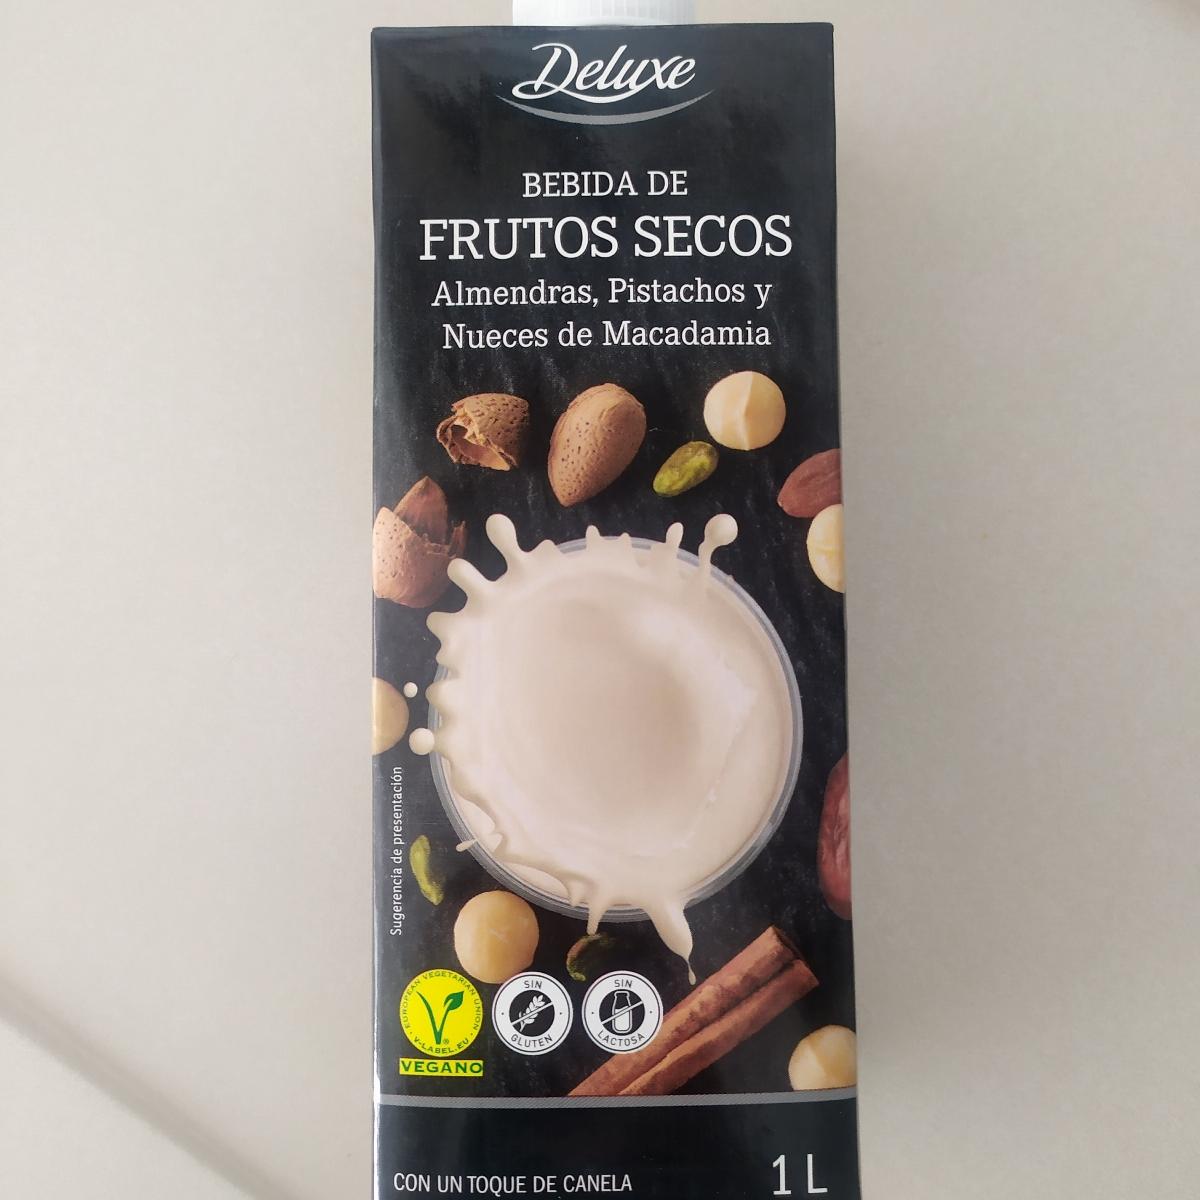 Deluxe
BEBIDA DE
FRUTOS SECOS
Almendras, Pistachos y
Nueces de Macadamia
Sugerencia de presentación
EUROPEAN VEGETARIAN UNION
V-LABEL.EU
®
VEGANO
SIN
GLUTEN
SIN
LACTOSA
CON UN TOQUE DE CANELA
1 L